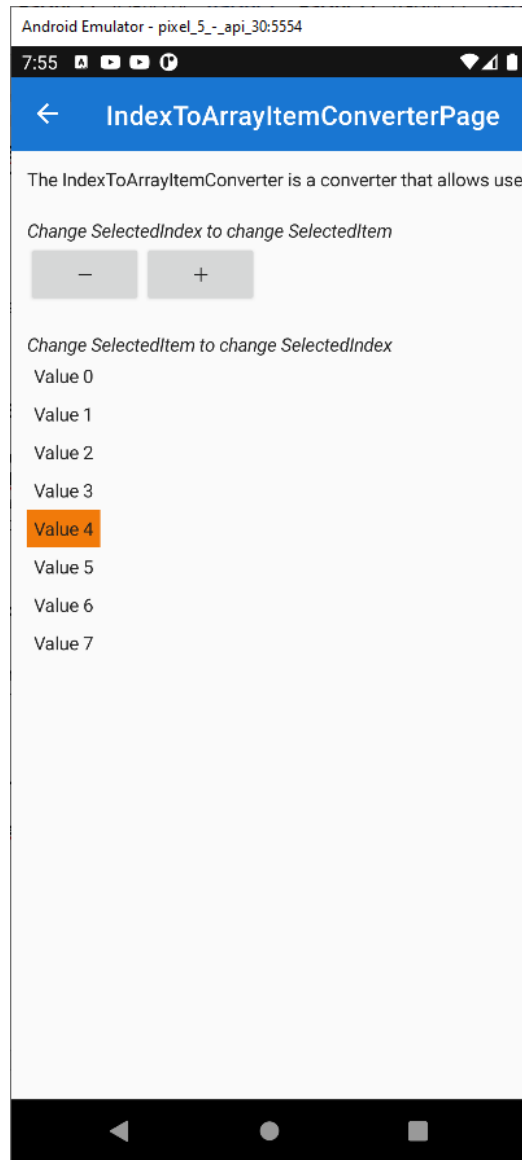 Android Emulator - pixel_5_-_api_30:5554
7:55
IndexToArrayItemConverterPage
The IndexToArrayItemConverter is a converter that allows use
Change SelectedIndex to change SelectedItem
− +
Change SelectedItem to change SelectedIndex
Value 0
Value 1
Value 2
Value 3
Value 4
Value 5
Value 6
Value 7